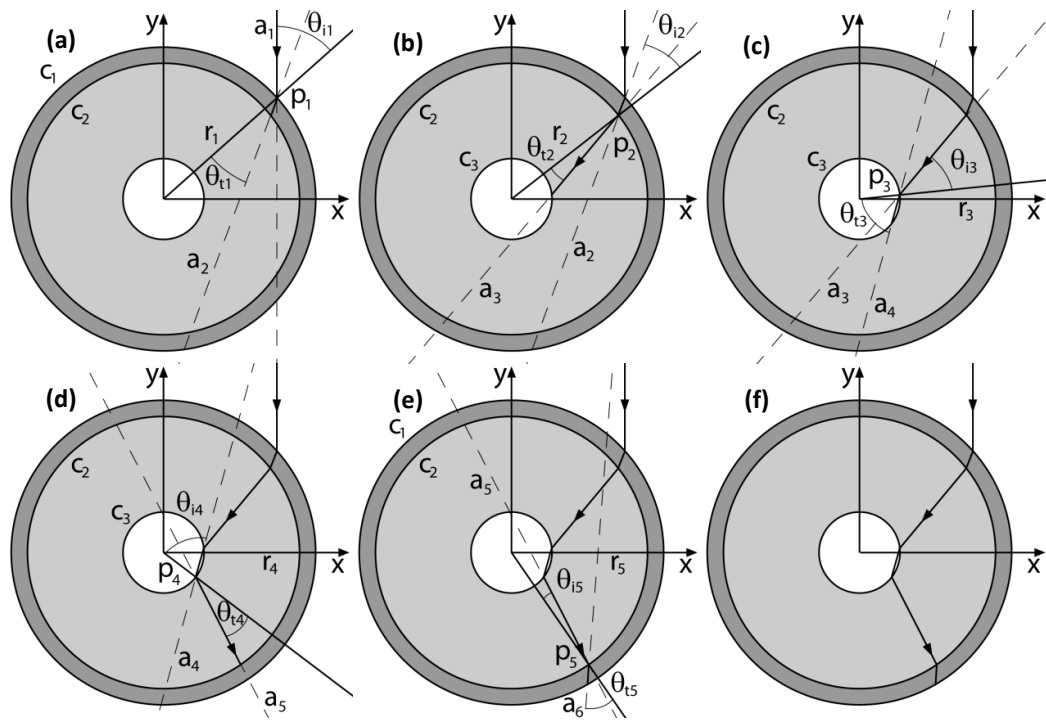 (a)
y
a₁
θᵢ₁
c₁
c₂
p₁
r₁
θₜ₁
x
a₂
(b)
y
θᵢ₂
c₂
r₂
θₜ₂
p₂
c₃
x
a₂
a₃
(c)
y
c₂
c₃
p₃
θᵢ₃
x
θₜ₃
r₃
a₃
a₄
(d)
y
c₂
c₃
θᵢ₄
p₄
r₄
x
θₜ₄
a₄
a₅
(e)
y
c₁
c₂
a₅
r₅
x
θᵢ₅
p₅
θₜ₅
a₆
(f)
y
x